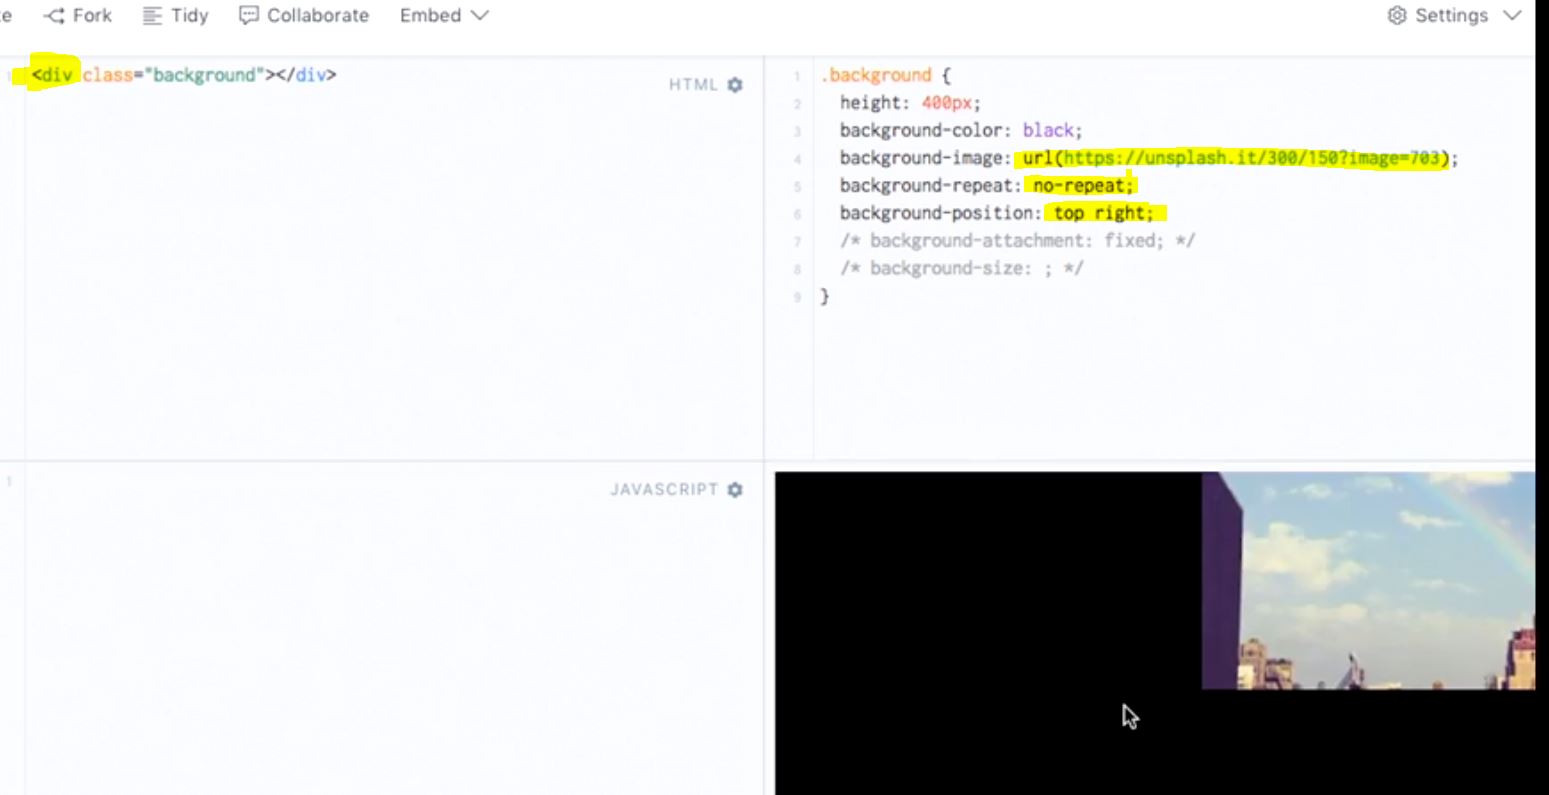 Fork Tidy Collaborate Embed Settings
1 <div class="background"></div>
HTML
1 .background {
2 height: 400px;
3 background-color: black;
4 background-image: url(https://unsplash.it/300/150?image=703);
5 background-repeat: no-repeat;
6 background-position: top right;
7 /* background-attachment: fixed; */
8 /* background-size: ; */
9 }
1
JAVASCRIPT